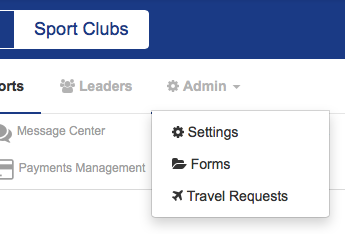 Sport Clubs
orts Leaders Admin
Message Center
Settings
Payments Management
Forms
Travel Requests